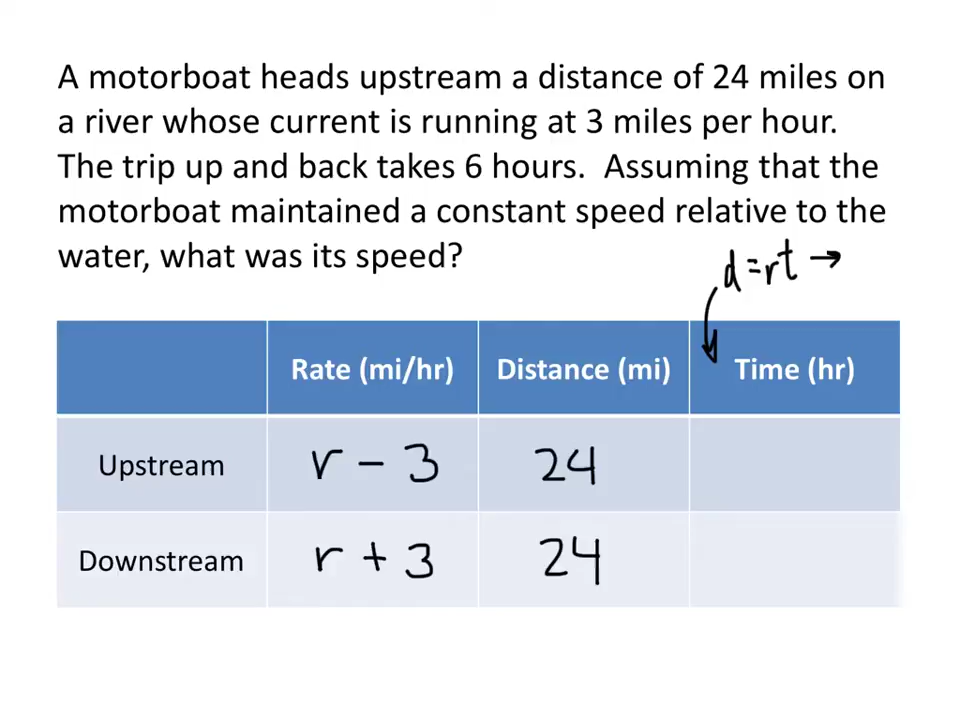 A motorboat heads upstream a distance of 24 miles on
a river whose current is running at 3 miles per hour.
The trip up and back takes 6 hours.  Assuming that the
motorboat maintained a constant speed relative to the
water, what was its speed?
d=rt →
Rate (mi/hr) Distance (mi) Time (hr)
Upstream r - 3 24
Downstream r + 3 24